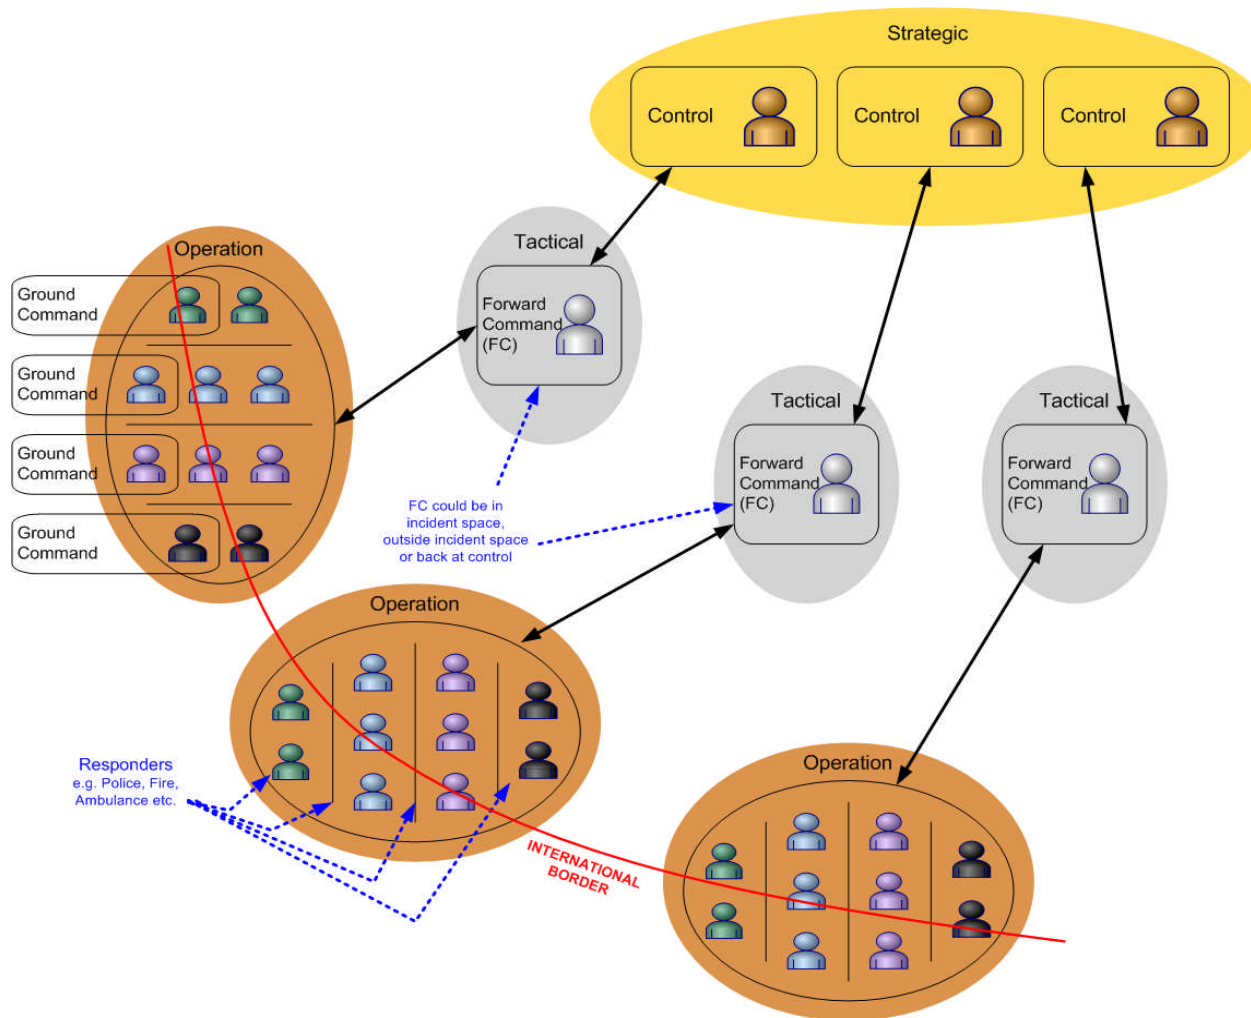 Strategic
Control
Control
Control
Tactical
Forward
Command
(FC)
Operation
Ground
Command
Ground
Command
Ground
Command
Ground
Command
Tactical
Forward
Command
(FC)
Tactical
Forward
Command
(FC)
FC could be in
incident space,
outside incident space
or back at control
Operation
Responders
e.g. Police, Fire,
Ambulance etc.
INTERNATIONAL
BORDER
Operation